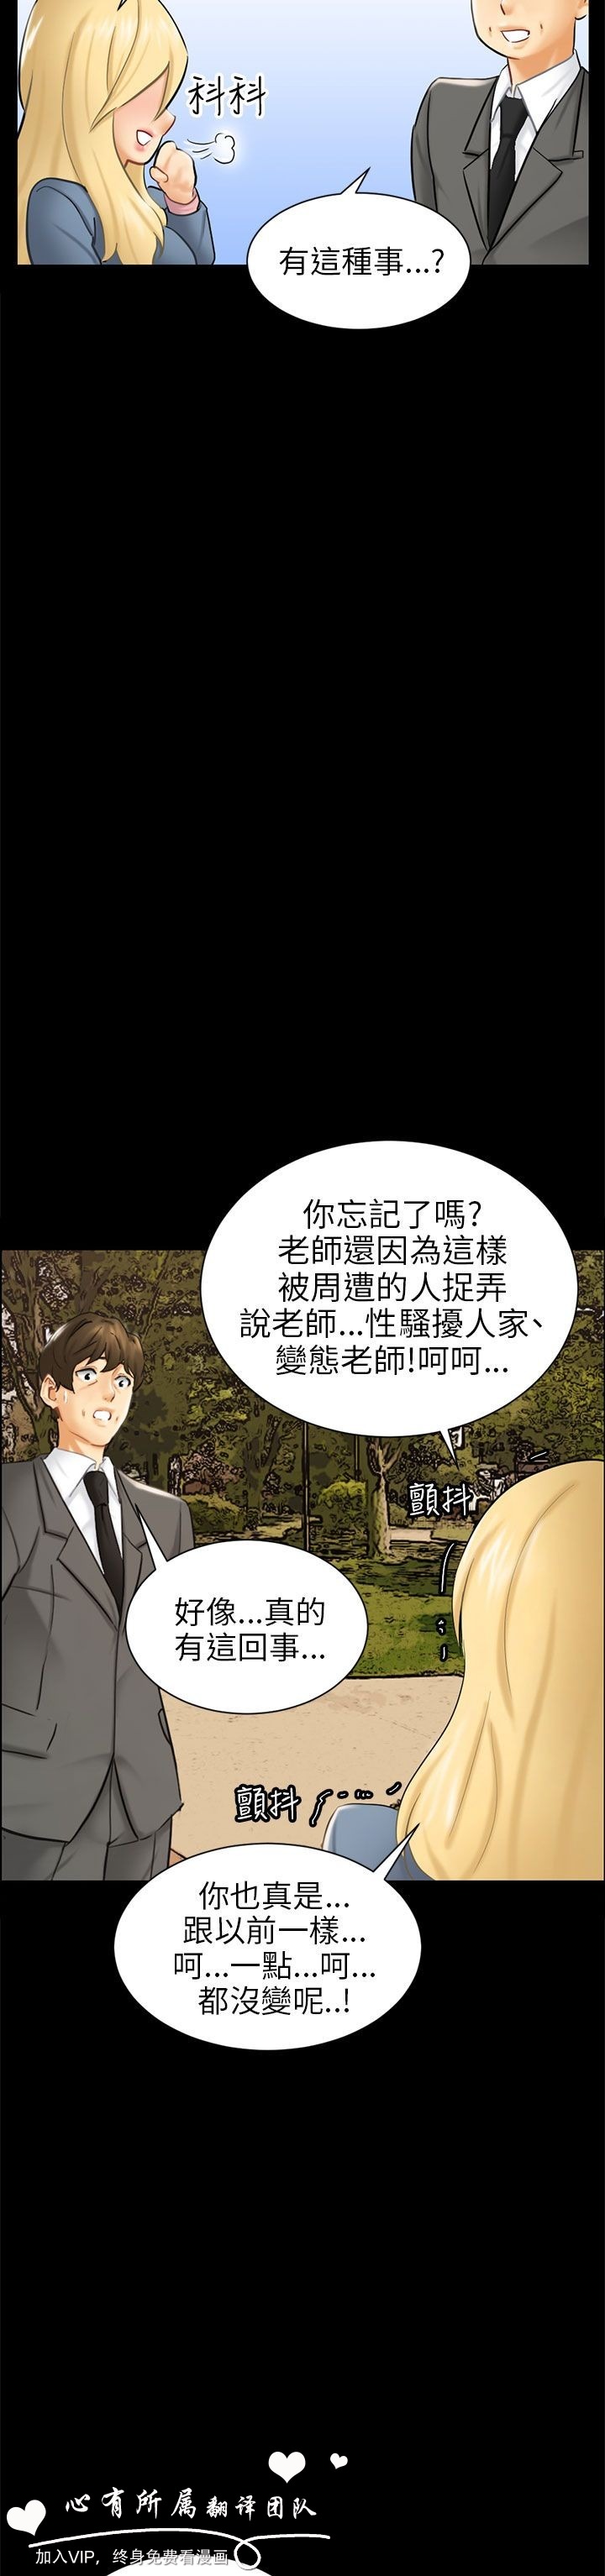 科科
有這種事...?
你忘記了嗎?
老師還因為這樣
被周遭的人捉弄
說老師...性騷擾人家、
變態老師!呵呵...
顫抖
好像...真的
有這回事...
顫抖
你也真是...
跟以前一樣...
呵...一點...呵...
都沒變呢..!
心有所属翻译团队
加入VIP，终身免费看漫画